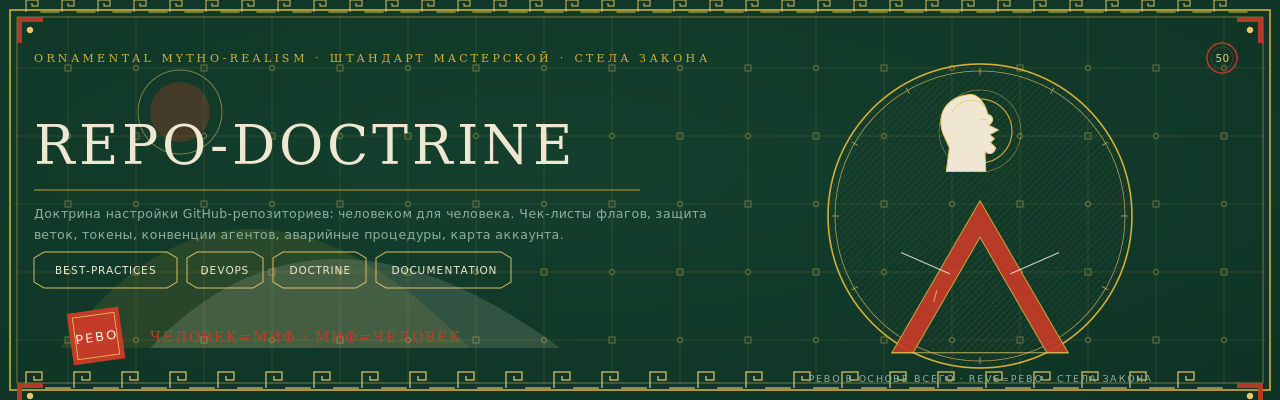 ORNAMENTAL MYTHO-REALISM · ШТАНДАРТ МАСТЕРСКОЙ · СТЕЛА ЗАКОНА
50
REPO-DOCTRINE
Доктрина настройки GitHub-репозиториев: человеком для человека. Чек-листы флагов, защита
веток, токены, конвенции агентов, аварийные процедуры, карта аккаунта.
BEST-PRACTICES
DEVOPS
DOCTRINE
DOCUMENTATION
РЕВО
ЧЕЛОВЕК=МИФ · МИФ=ЧЕЛОВЕК
РЕВО В ОСНОВЕ ВСЕГО · REVE=РЕВО · СТЕЛА ЗАКОНА